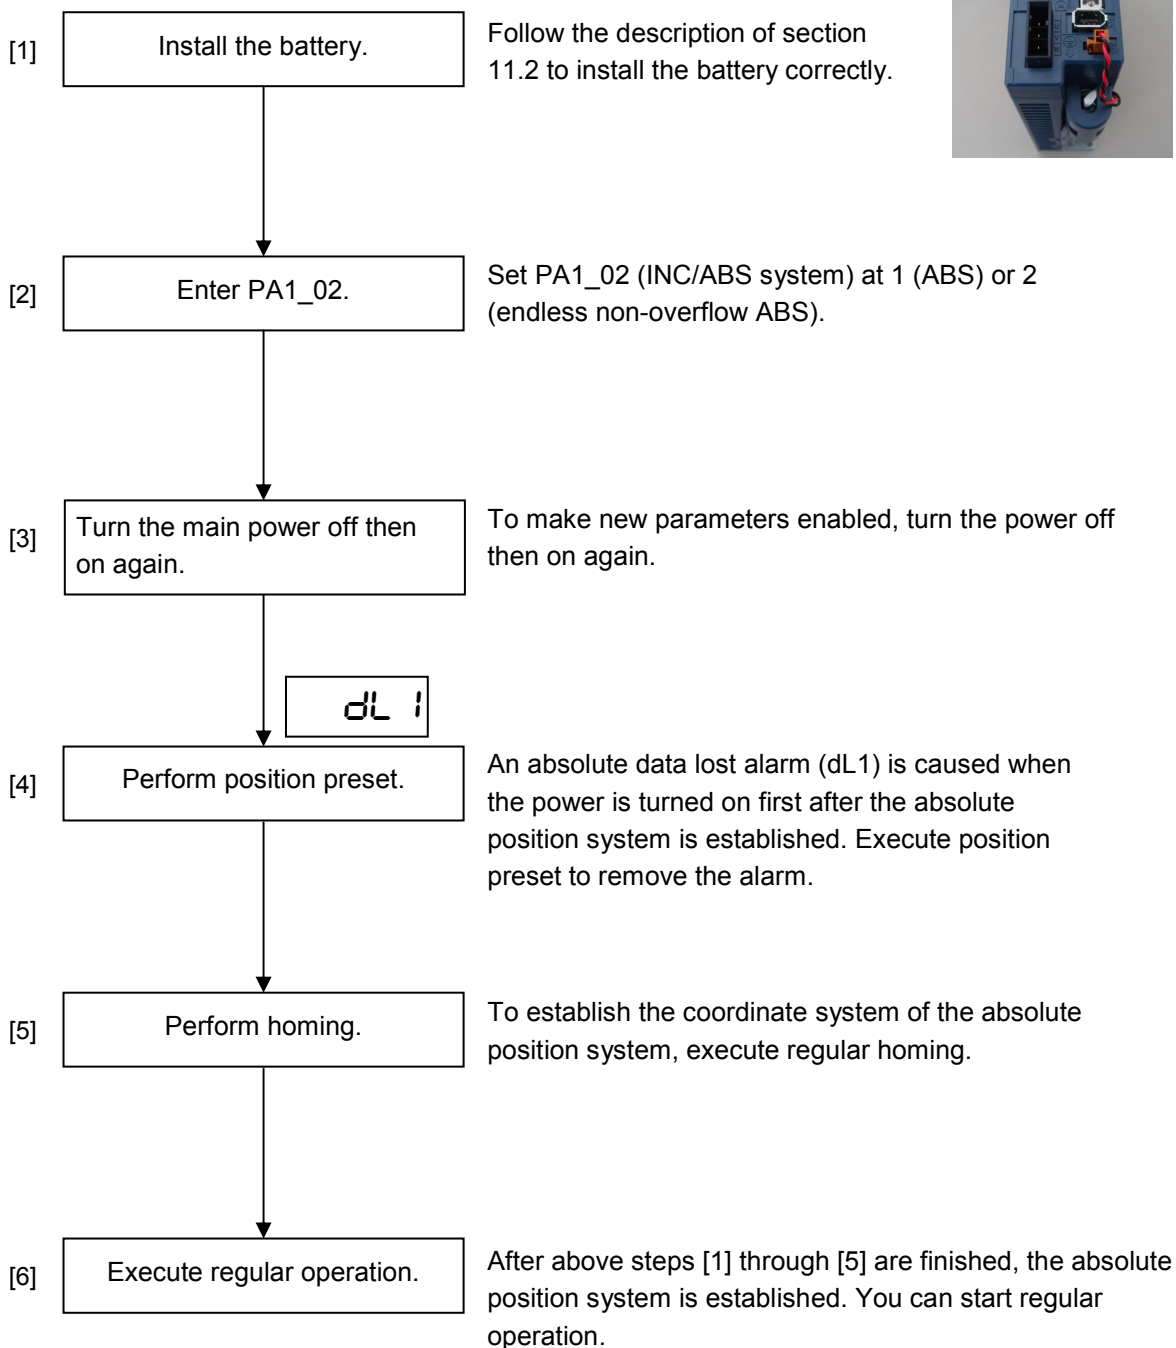 [1]
Install the battery.
Follow the description of section
11.2 to install the battery correctly.
[2]
Enter PA1_02.
Set PA1_02 (INC/ABS system) at 1 (ABS) or 2
(endless non-overflow ABS).
[3]
Turn the main power off then
on again.
To make new parameters enabled, turn the power off
then on again.
dL 1
[4]
Perform position preset.
An absolute data lost alarm (dL1) is caused when
the power is turned on first after the absolute
position system is established. Execute position
preset to remove the alarm.
[5]
Perform homing.
To establish the coordinate system of the absolute
position system, execute regular homing.
[6]
Execute regular operation.
After above steps [1] through [5] are finished, the absolute
position system is established. You can start regular
operation.